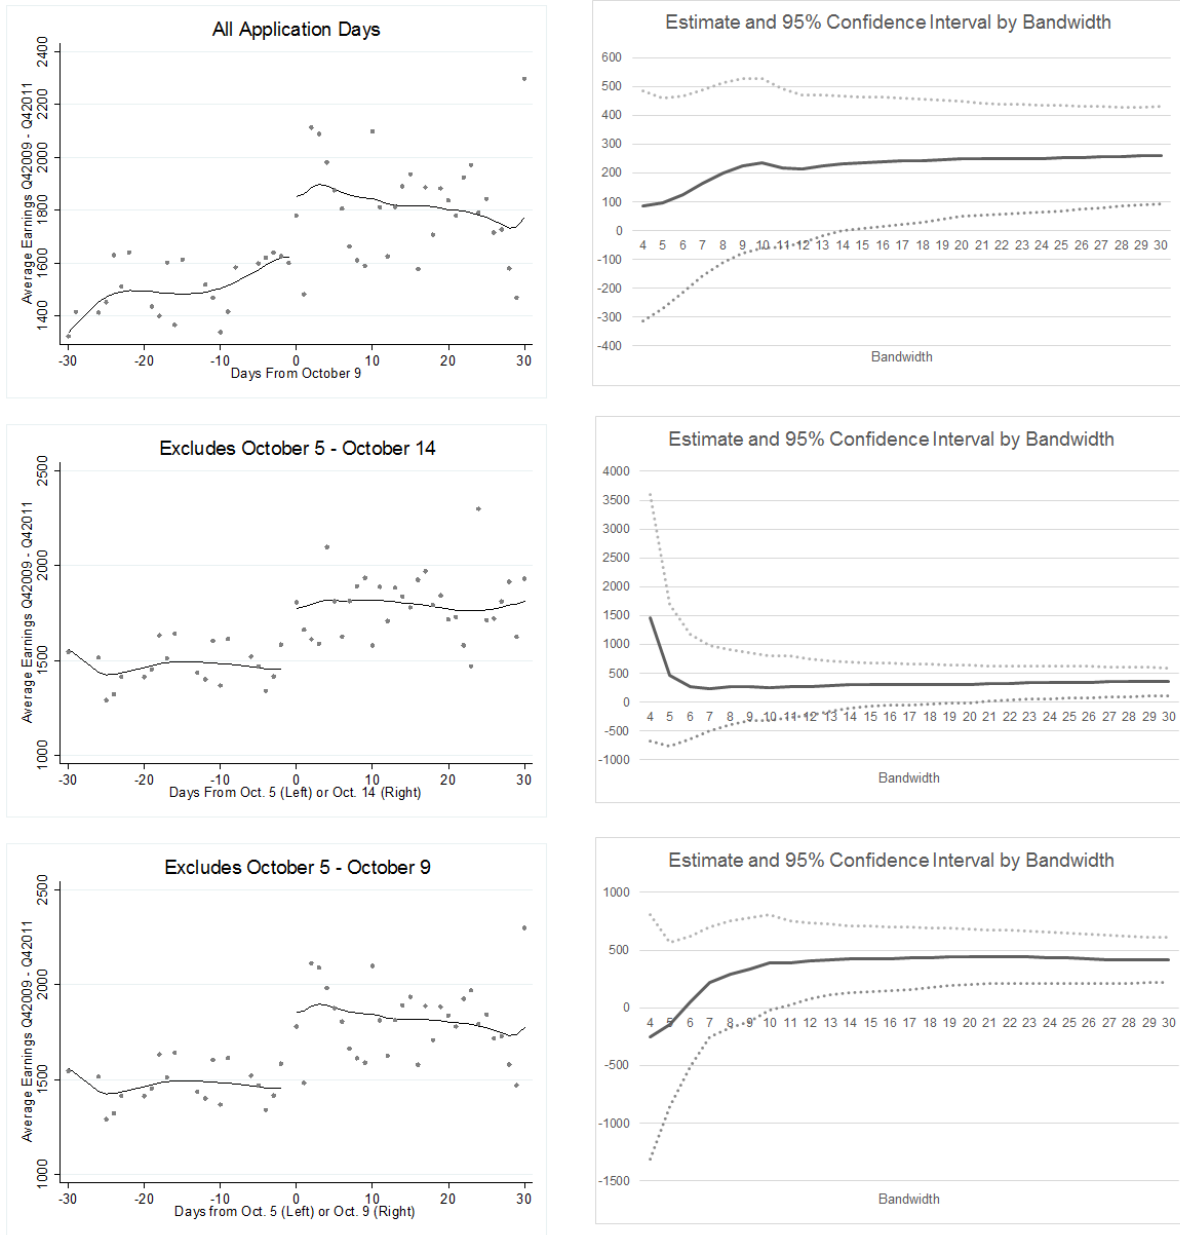 All Application Days
Average Earnings Q42009 - Q42011
2400
2200
2000
1800
1600
1400
-30 -20 -10 0 10 20 30
Days From October 9
Estimate and 95% Confidence Interval by Bandwidth
600
500
400
300
200
100
0
-100
-200
-300
-400
4 5 6 7 8 9 10 11 12 13 14 15 16 17 18 19 20 21 22 23 24 25 26 27 28 29 30
Bandwidth
Excludes October 5 - October 14
Average Earnings Q42009 - Q42011
2500
2000
1500
1000
-30 -20 -10 0 10 20 30
Days From Oct. 5 (Left) or Oct. 14 (Right)
Estimate and 95% Confidence Interval by Bandwidth
4000
3500
3000
2500
2000
1500
1000
500
0
-500
-1000
4 5 6 7 8 9 10 11 12 13 14 15 16 17 18 19 20 21 22 23 24 25 26 27 28 29 30
Bandwidth
Excludes October 5 - October 9
Average Earnings Q42009 - Q42011
2500
2000
1500
1000
-30 -20 -10 0 10 20 30
Days from Oct. 5 (Left) or Oct. 9 (Right)
Estimate and 95% Confidence Interval by Bandwidth
1000
500
0
-500
-1000
-1500
4 5 6 7 8 9 10 11 12 13 14 15 16 17 18 19 20 21 22 23 24 25 26 27 28 29 30
Bandwidth